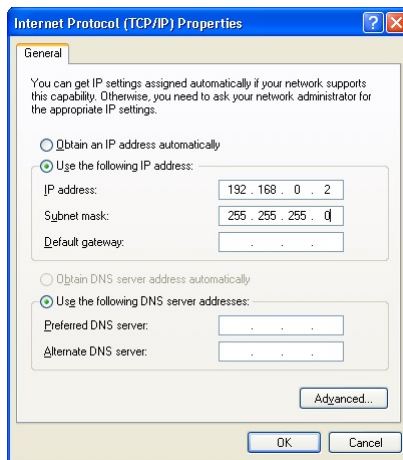 Internet Protocol (TCP/IP) Properties
General
You can get IP settings assigned automatically if your network supports
this capability. Otherwise, you need to ask your network administrator for
the appropriate IP settings.
Obtain an IP address automatically
Use the following IP address:
IP address: 192 . 168 . 0 . 2
Subnet mask: 255 . 255 . 255 . 0
Default gateway: . . .
Obtain DNS server address automatically
Use the following DNS server addresses:
Preferred DNS server: . . .
Alternate DNS server: . . .
Advanced...
OK Cancel